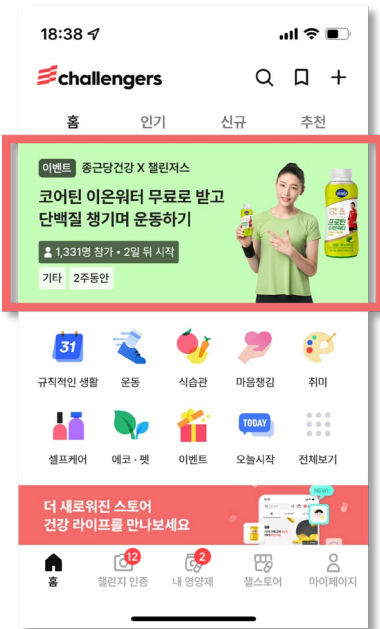 18:38
challengers
홈 인기 신규 추천
이벤트 종근당건강 X 챌린저스
코어틴 이온워터 무료로 받고
단백질 챙기며 운동하기
1,331명 참가 • 2일 뒤 시작
기타 2주동안
프로틴
이온워터
31
규칙적인 생활 운동 식습관 마음챙김 취미
TODAY
셀프케어 에코 · 펫 이벤트 오늘시작 전체보기
더 새로워진 스토어
건강 라이프를 만나보세요
NEW!
12 2
홈 챌린지 인증 내 영양제 챌스토어 마이페이지